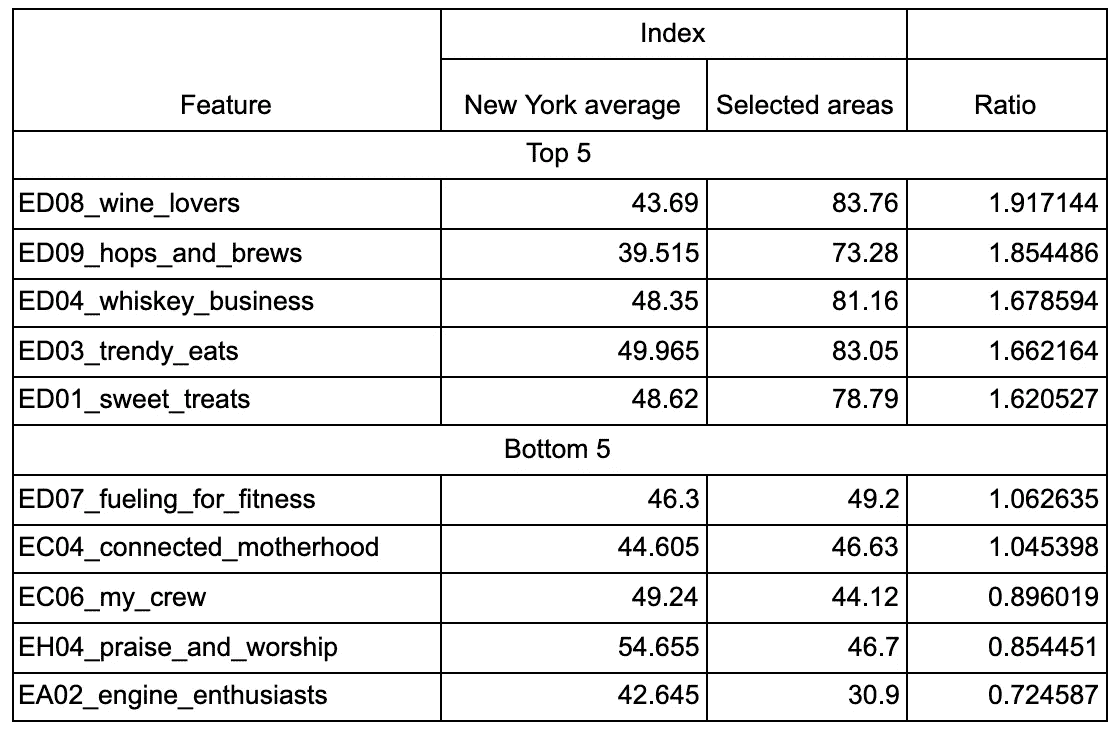 Index
Feature New York average Selected areas Ratio
Top 5
ED08_wine_lovers 43.69 83.76 1.917144
ED09_hops_and_brews 39.515 73.28 1.854486
ED04_whiskey_business 48.35 81.16 1.678594
ED03_trendy_eats 49.965 83.05 1.662164
ED01_sweet_treats 48.62 78.79 1.620527
Bottom 5
ED07_fueling_for_fitness 46.3 49.2 1.062635
EC04_connected_motherhood 44.605 46.63 1.045398
EC06_my_crew 49.24 44.12 0.896019
EH04_praise_and_worship 54.655 46.7 0.854451
EA02_engine_enthusiasts 42.645 30.9 0.724587